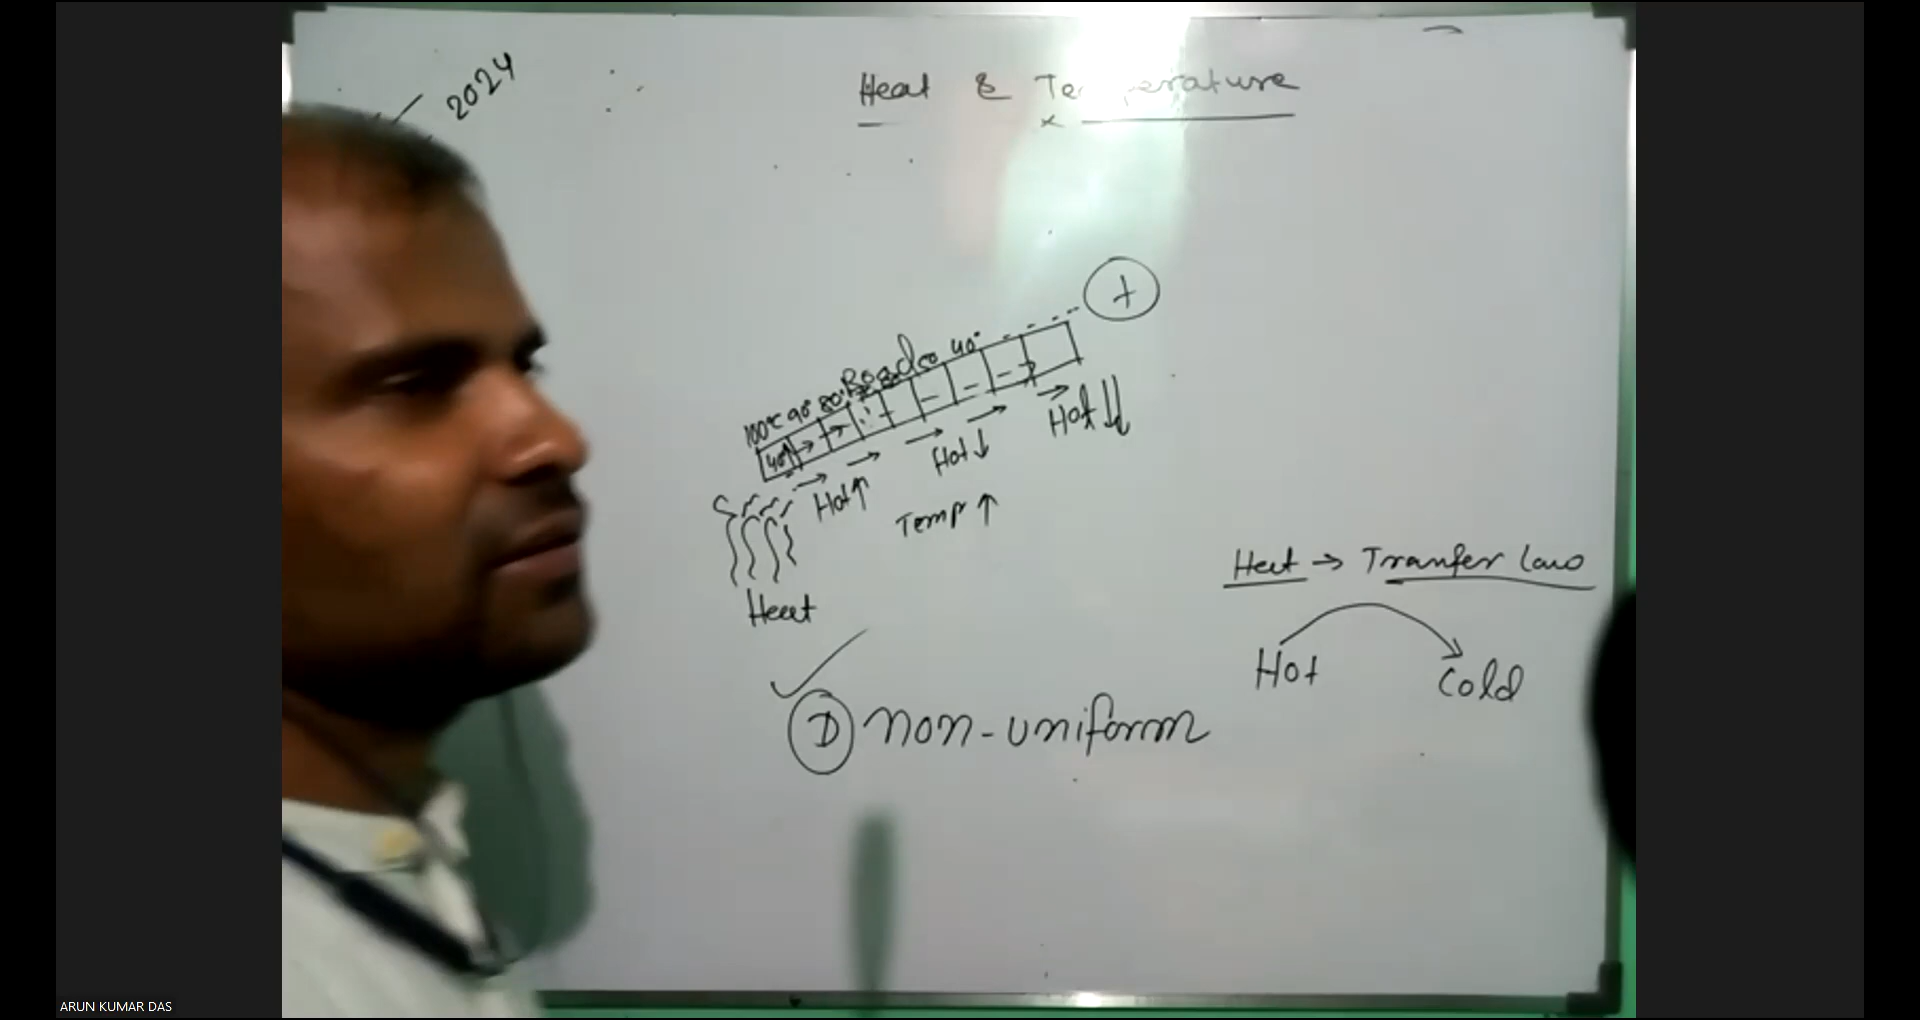 2024
Heat & Temperature
100°C 90° 80° 40°
40
Hot↑
Hot↓
Hot↓↓
Temp ↑
Heat
Heat → Tranfer law
Hot
Cold
D non-uniform
ARUN KUMAR DAS